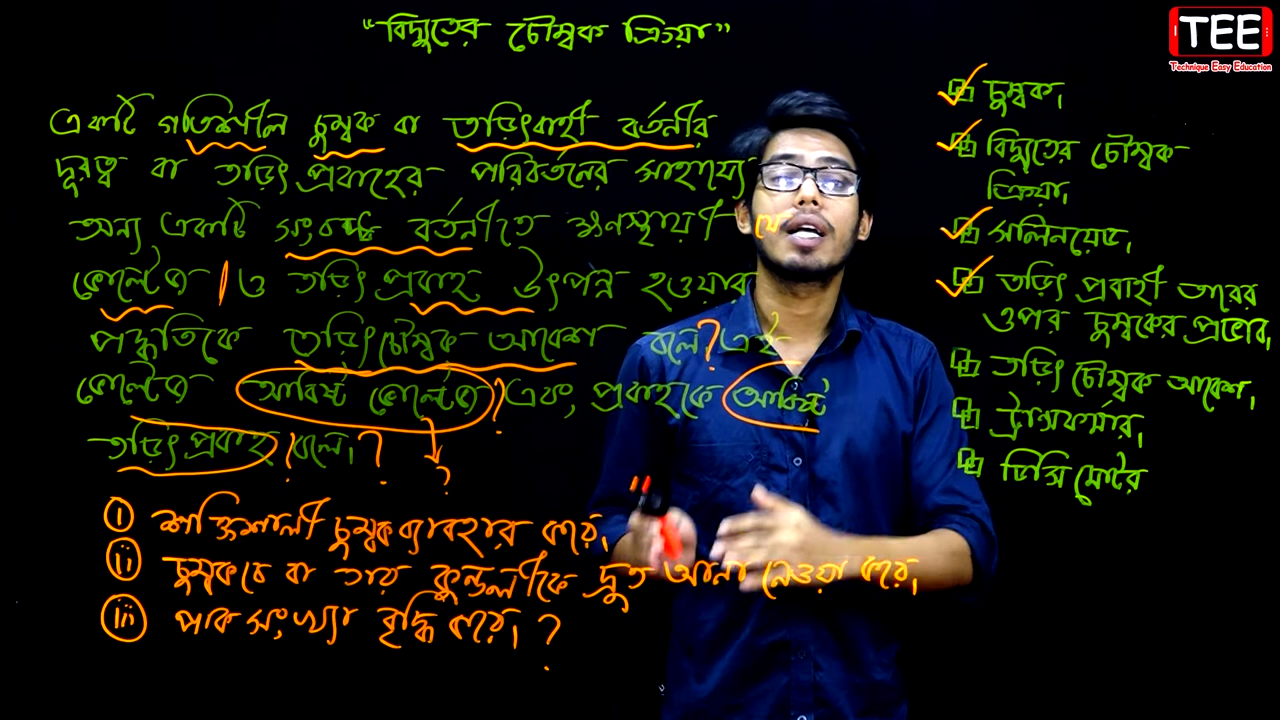 "বিদ্যুতের চৌম্বক ক্রিয়া"
TEE
Technique Easy Education
একটি গতিশীল চুম্বক বা তড়িৎবাহী বর্তনীর
দূরত্ব বা তড়িৎ প্রবাহের পরিবর্তনের সাহায্যে
অন্য একটি সংবদ্ধ বর্তনীতে ক্ষনস্থায়ী যে
ভোল্টেজ ও তড়িৎ প্রবাহ উৎপন্ন হওয়ার
পদ্ধতিকে তড়িৎচৌম্বক আবেশ বলে? এই
ভোল্টেজ আবিষ্ট ভোল্টেজ? এবং প্রবাহকে আবিষ্ট
তড়িৎ প্রবাহ বলে। ?
?
i শক্তিশালী চুম্বক ব্যবহার করে,
ii চুম্বককে বা তার কুন্ডলীকে দ্রুত আনা নেওয়া করে,
iii পাক সংখ্যা বৃদ্ধি করে। ?
চুম্বক।
বিদ্যুতের চৌম্বক
ক্রিয়া।
সলিনয়েড।
তড়িৎ প্রবাহী তারের
ওপর চুম্বকের প্রভাব।
তড়িৎ চৌম্বক আবেশ।
ট্রান্সফর্মার।
ডিসি মোটর